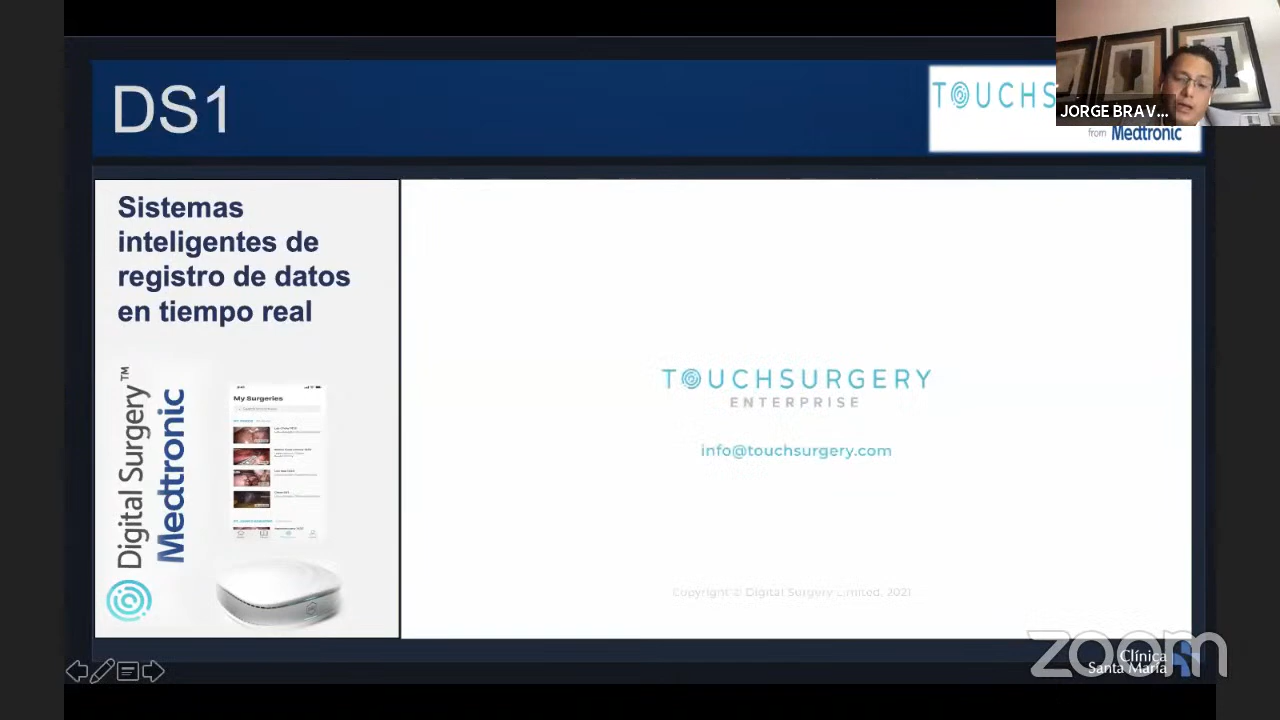 DS1
TOUCHS
from Medtronic
JORGE BRAV...
Sistemas
inteligentes de
registro de datos
en tiempo real
Digital Surgery™
Medtronic
My Surgeries
TOUCHSURGERY
ENTERPRISE
info@touchsurgery.com
Copyright © Digital Surgery Limited, 2021
zoom
Clínica
Santa María